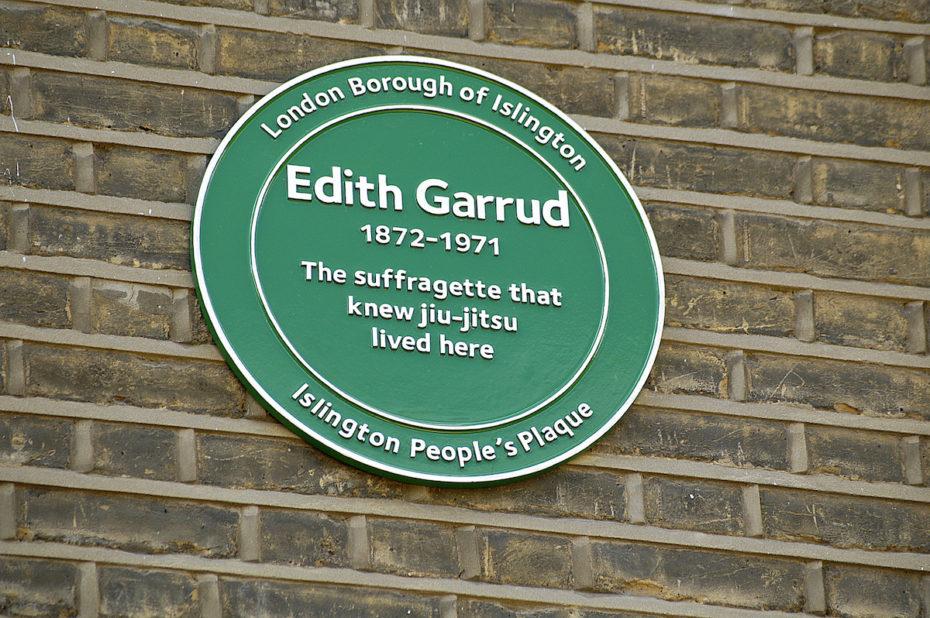 London Borough of Islington
Edith Garrud
1872-1971
The suffragette that
knew jiu-jitsu
lived here
Islington People's Plaque